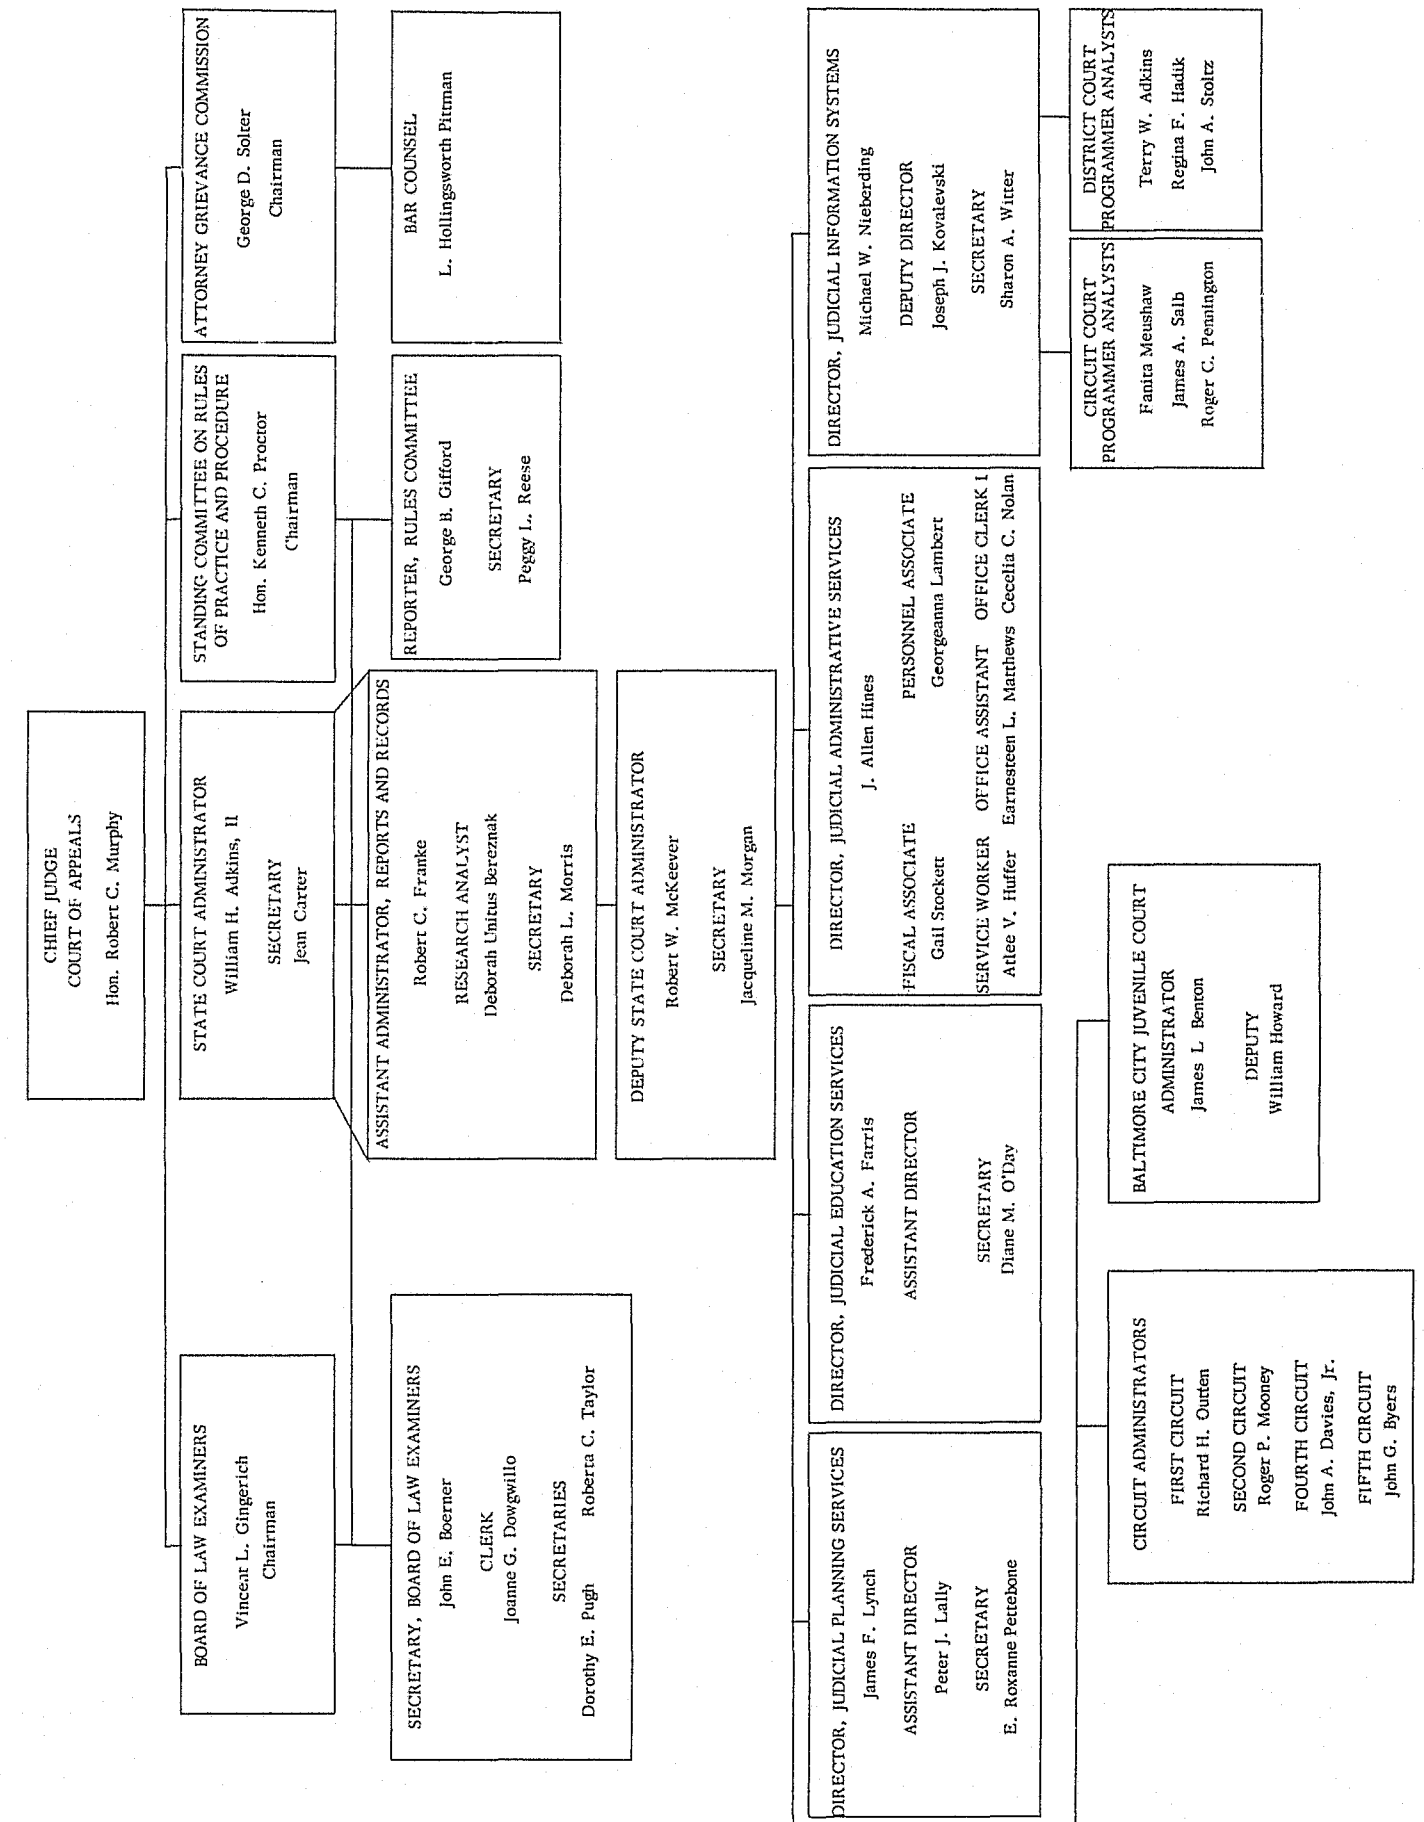 CHIEF JUDGE
COURT OF APPEALS
Hon. Robert C. Murphy
BOARD OF LAW EXAMINERS
Vincent L. Gingerich
Chairman
STATE COURT ADMINISTRATOR
William H. Adkins, II
SECRETARY
Jean Carter
STANDING COMMITTEE ON RULES
OF PRACTICE AND PROCEDURE
Hon. Kenneth C. Proctor
Chairman
ATTORNEY GRIEVANCE COMMISSION
George D. Solter
Chairman
SECRETARY, BOARD OF LAW EXAMINERS
John E. Boerner
CLERK
Joanne G. Dowgwillo
SECRETARIES
Dorothy E. Pugh Roberta C. Taylor
ASSISTANT ADMINISTRATOR, REPORTS AND RECORDS
Robert C. Franke
RESEARCH ANALYST
Deborah Unitus Bereznak
SECRETARY
Deborah L. Morris
REPORTER, RULES COMMITTEE
George B. Gifford
SECRETARY
Peggy L. Reese
BAR COUNSEL
L. Hollingsworth Pittman
DEPUTY STATE COURT ADMINISTRATOR
Robert W. McKeever
SECRETARY
Jacqueline M. Morgan
DIRECTOR, JUDICIAL PLANNING SERVICES
James F. Lynch
ASSISTANT DIRECTOR
Peter J. Lally
SECRETARY
E. Roxanne Pettebone
DIRECTOR, JUDICIAL EDUCATION SERVICES
Frederick A. Farris
ASSISTANT DIRECTOR
SECRETARY
Diane M. O'Day
DIRECTOR, JUDICIAL ADMINISTRATIVE SERVICES
J. Allen Hines
FISCAL ASSOCIATE PERSONNEL ASSOCIATE
Gail Stockett Georgeanna Lambert
SERVICE WORKER OFFICE ASSISTANT OFFICE CLERK I
Atlee V. Huffer Earnesteen L. Matthews Cecelia C. Nolan
DIRECTOR, JUDICIAL INFORMATION SYSTEMS
Michael W. Nieberding
DEPUTY DIRECTOR
Joseph J. Kovalevski
SECRETARY
Sharon A. Witter
CIRCUIT ADMINISTRATORS
FIRST CIRCUIT
Richard H. Outten
SECOND CIRCUIT
Roger P. Mooney
FOURTH CIRCUIT
John A. Davies, Jr.
FIFTH CIRCUIT
John G. Byers
BALTIMORE CITY JUVENILE COURT
ADMINISTRATOR
James L Benton
DEPUTY
William Howard
CIRCUIT COURT
PROGRAMMER ANALYSTS
Fanita Meushaw
James A. Salb
Roger C. Pennington
DISTRICT COURT
PROGRAMMER ANALYSTS
Terry W. Adkins
Regina F. Hadik
John A. Stoltz